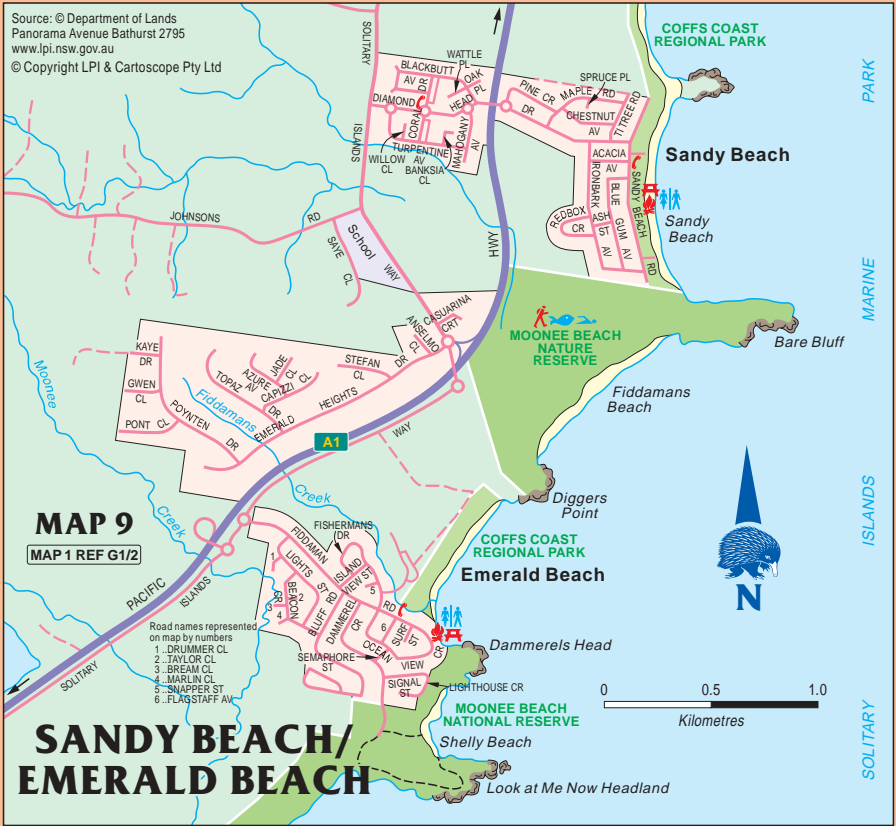 Source: © Department of Lands
Panorama Avenue Bathurst 2795
www.lpi.nsw.gov.au
© Copyright LPI & Cartoscope Pty Ltd
COFFS COAST
REGIONAL PARK
PARK
MARINE
ISLANDS
SOLITARY
SOLITARY
ISLANDS
WAY
WATTLE
PL
BLACKBUTT
AV
DR
OAK
HEAD PL
DIAMOND
CORAL
MAHOGANY
AV
TURPENTINE
AV
WILLOW
CL
BANKSIA
CL
SPRUCE PL
PINE CR
MAPLE RD
DR
CHESTNUT
AV
TI TREE RD
ACACIA
AV
Sandy Beach
IRONBARK
BLUE
GUM
AV
AV
SANDY BEACH
RD
REDBOX
CR
ASH
ST
Sandy
Beach
JOHNSONS
RD
School
SAYE
CL
HWY
CASUARINA
CRT
ANSELMO
CL
MOONEE BEACH
NATURE
RESERVE
Bare Bluff
Fiddamans
Beach
KAYE
DR
GWEN
CL
PONT CL
POYNTEN
DR
TOPAZ
AZURE
AV
JADE
CL
CAPIZZI
CL
DR
STEFAN
CL
DR
EMERALD
HEIGHTS
Fiddamans
Creek
Moonee
Creek
A1
WAY
Diggers
Point
MAP 9
MAP 1 REF G1/2
COFFS COAST
REGIONAL PARK
Emerald Beach
FISHERMANS
DR
FIDDAMAN
ISLAND
VIEW ST
LIGHTS
ST
1
2
3
4
5
6
CR
BEACON
BLUFF RD
DAMMEREL
CR
RD
SURF
ST
OCEAN
VIEW
CR
SEMAPHORE
ST
SIGNAL
ST
LIGHTHOUSE CR
PACIFIC
ISLANDS
SOLITARY
Road names represented
on map by numbers
1 ..DRUMMER CL
2 ..TAYLOR CL
3 ..BREAM CL
4 ..MARLIN CL
5 ..SNAPPER ST
6 ..FLAGSTAFF AV
Dammerels Head
MOONEE BEACH
NATIONAL RESERVE
Shelly Beach
Look at Me Now Headland
N
0 0.5 1.0
Kilometres
SANDY BEACH/
EMERALD BEACH